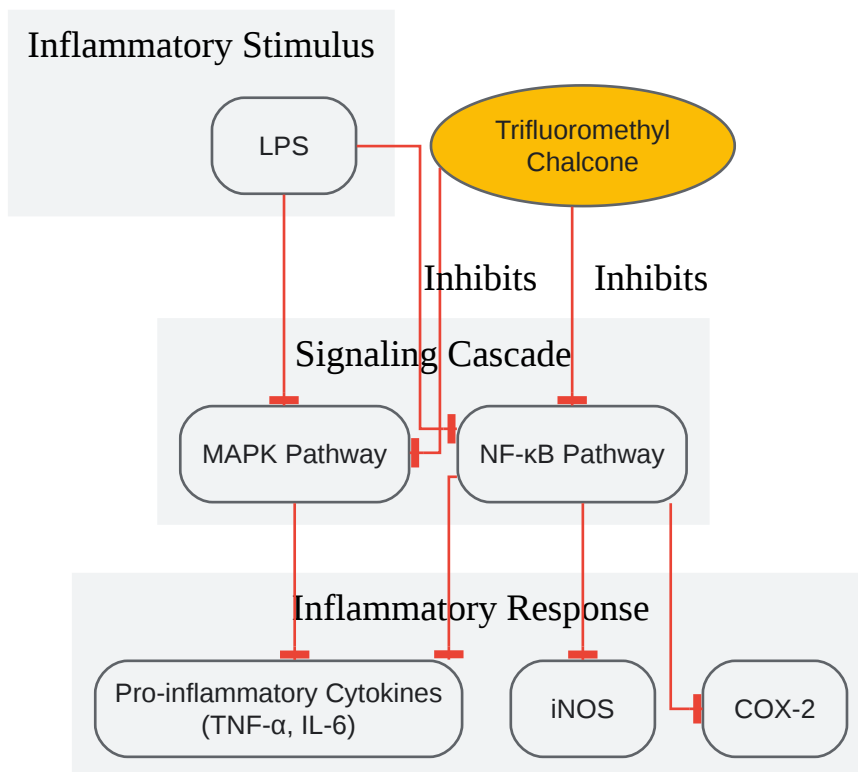 Inflammatory Stimulus
LPS
Trifluoromethyl
Chalcone
Inhibits
Inhibits
Signaling Cascade
MAPK Pathway
NF-κB Pathway
Inflammatory Response
Pro-inflammatory Cytokines
(TNF-α, IL-6)
iNOS
COX-2